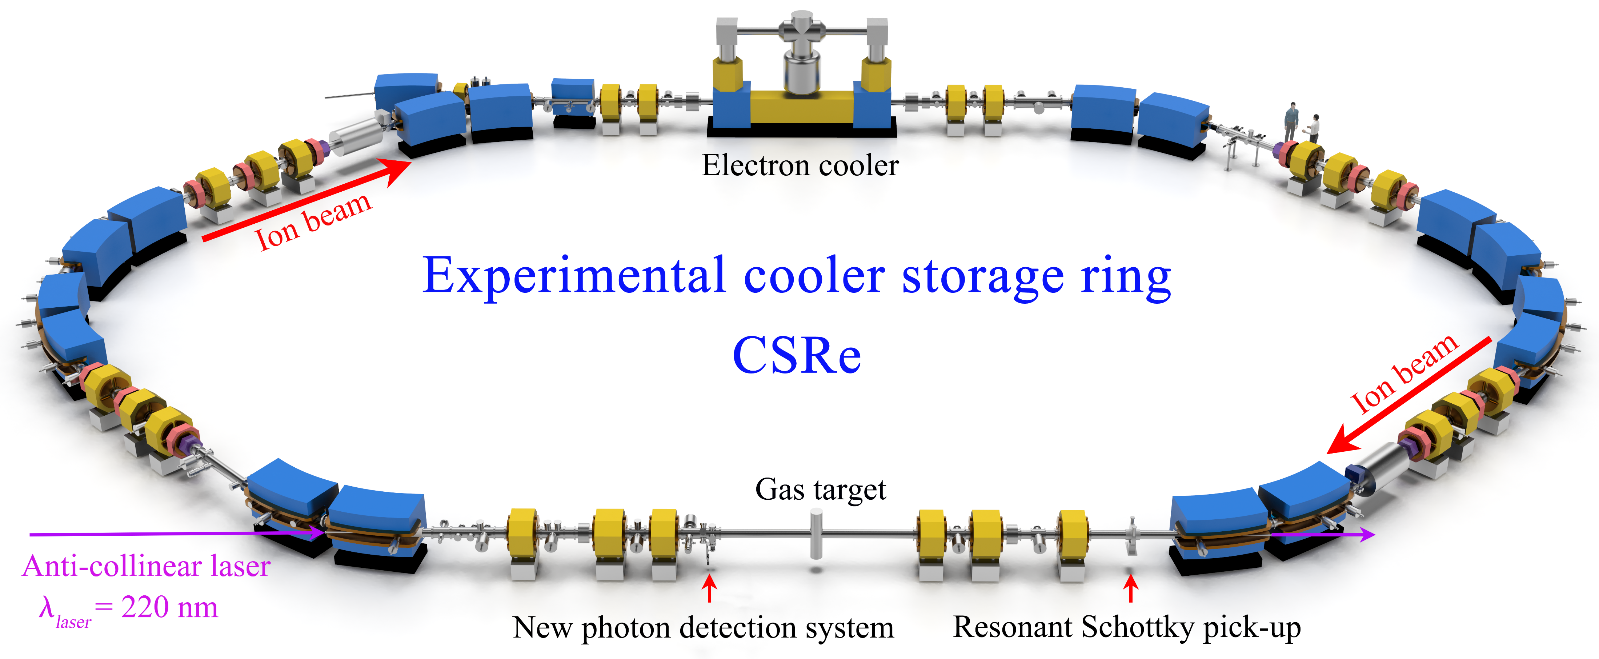 Electron cooler
Ion beam
Experimental cooler storage ring
CSRe
Ion beam
Gas target
Anti-collinear laser
λlaser = 220 nm
New photon detection system
Resonant Schottky pick-up